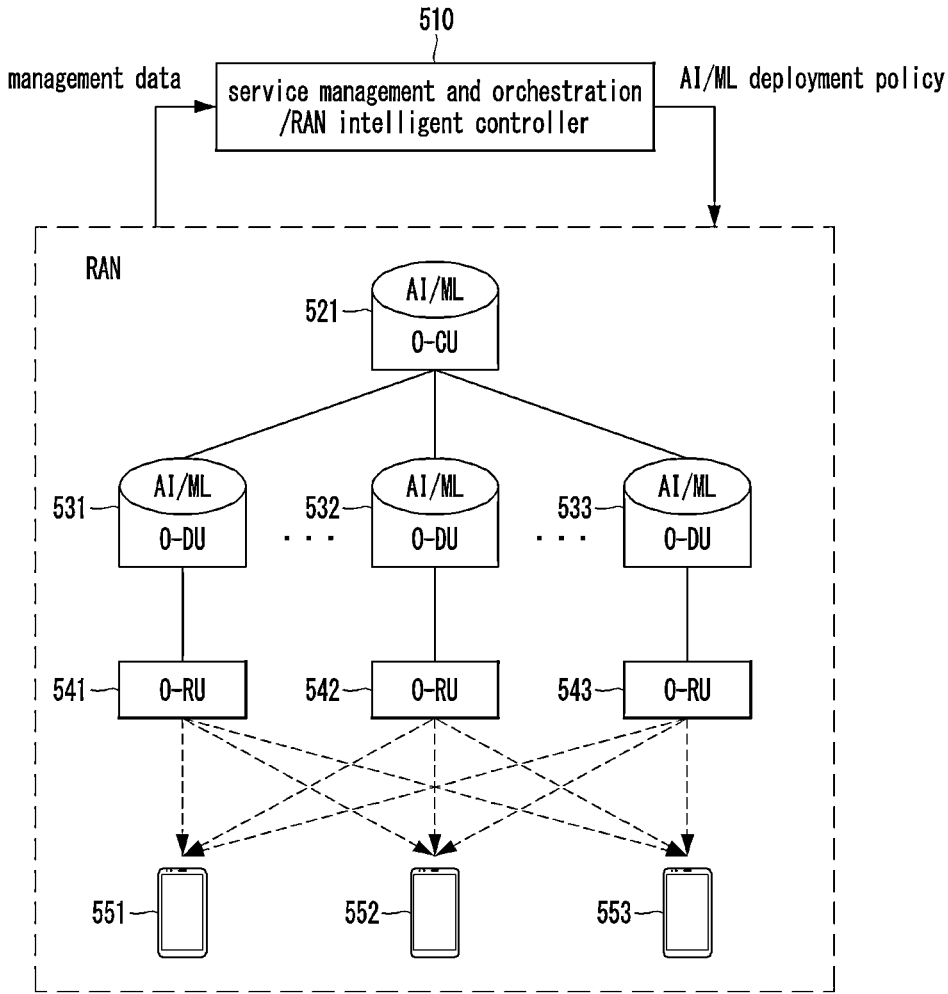 510
management data
service management and orchestration
/RAN intelligent controller
AI/ML deployment policy
RAN
521
AI/ML
O-CU
531
AI/ML
O-DU
. . .
532
AI/ML
O-DU
. . .
533
AI/ML
O-DU
541
O-RU
542
O-RU
543
O-RU
551
552
553